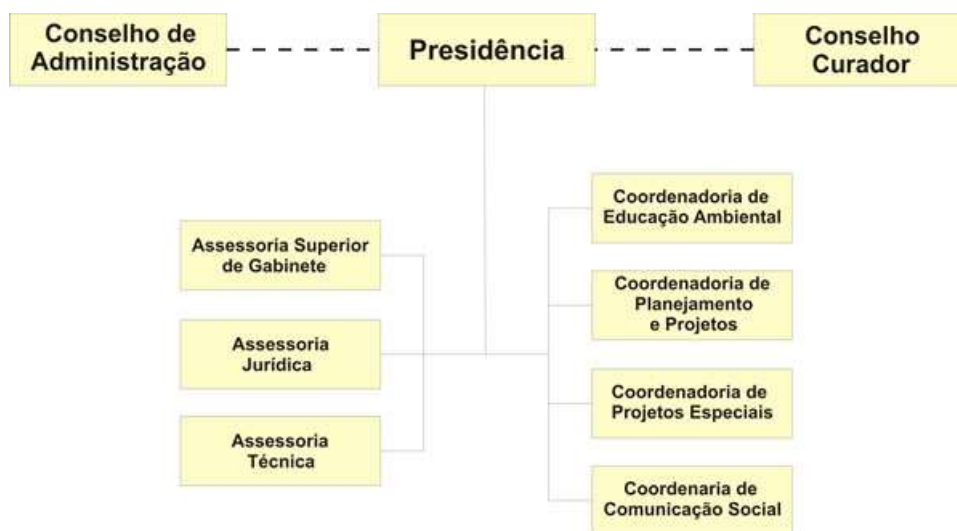 Conselho de
Administração
Presidência
Conselho
Curador
Assessoria Superior
de Gabinete
Assessoria
Jurídica
Assessoria
Técnica
Coordenadoria de
Educação Ambiental
Coordenadoria de
Planejamento
e Projetos
Coordenadoria de
Projetos Especiais
Coordenaria de
Comunicação Social